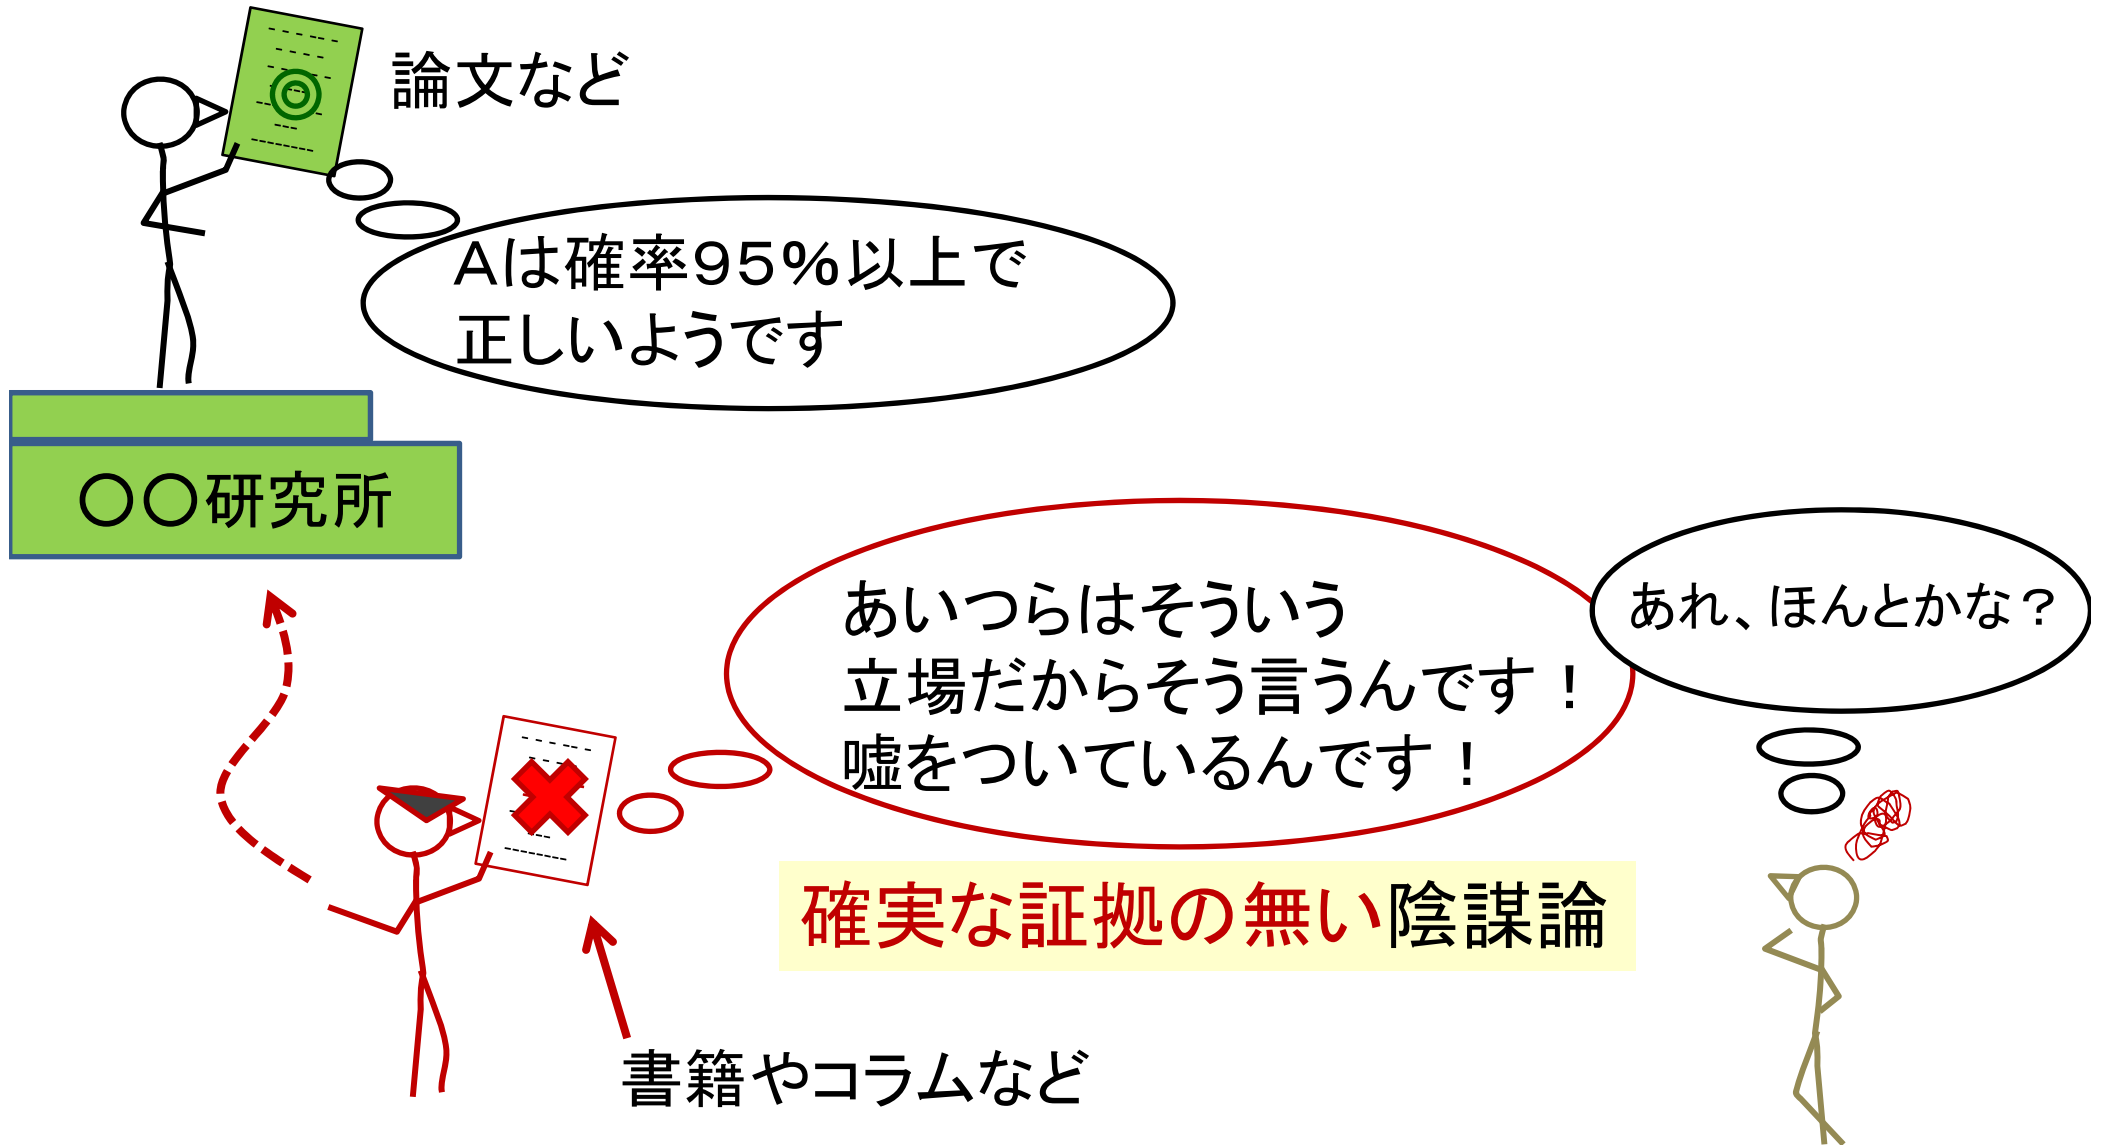 論文など
Aは確率95%以上で
正しいようです
〇〇研究所
あいつらはそういう
立場だからそう言うんです！
嘘をついているんです！
あれ、ほんとかな？
確実な証拠の無い陰謀論
書籍やコラムなど